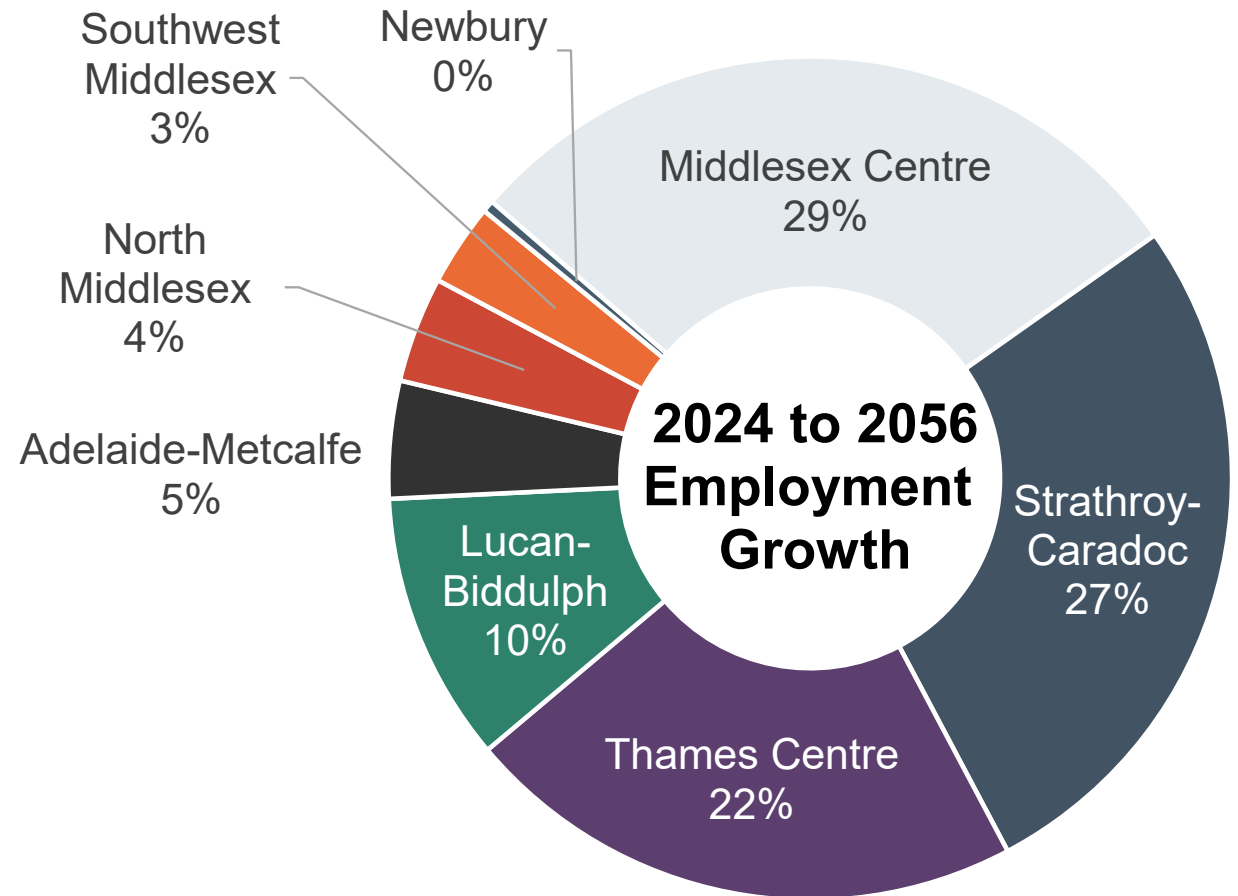 Southwest
Middlesex
3%
Newbury
0%
Middlesex Centre
29%
North
Middlesex
4%
Adelaide-Metcalfe
5%
2024 to 2056
Employment
Growth
Strathroy-
Caradoc
27%
Lucan-
Biddulph
10%
Thames Centre
22%